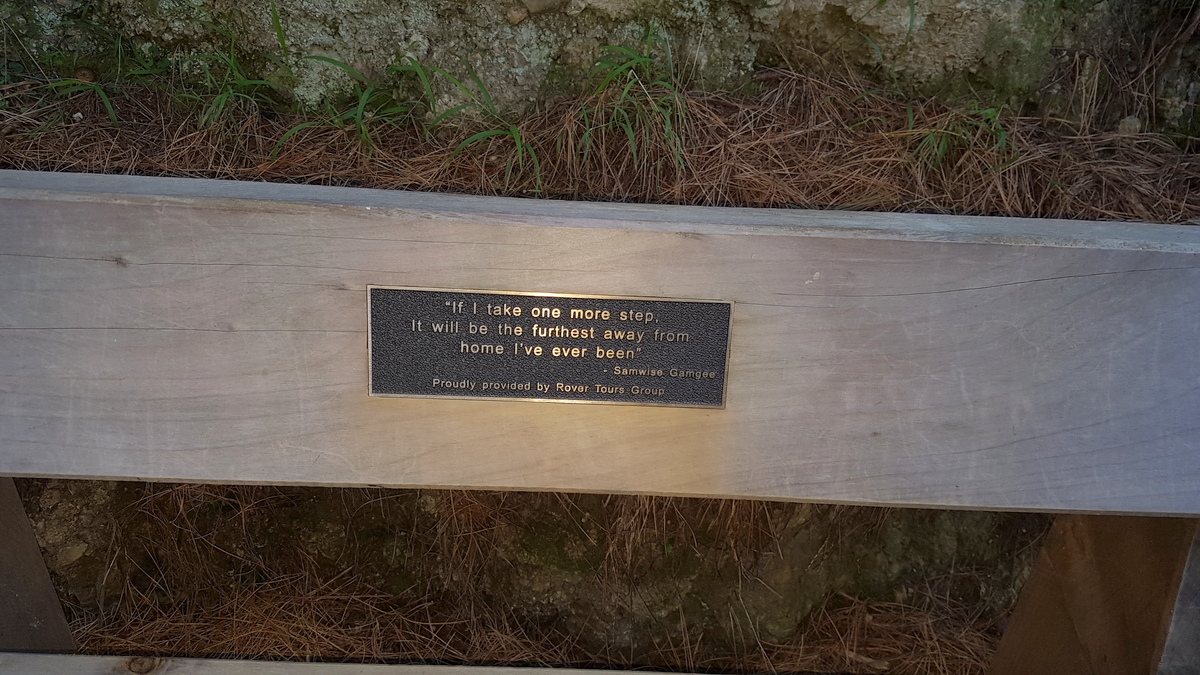 “If I take one more step,
It will be the furthest away from
home I've ever been”
- Samwise Gamgee
Proudly provided by Rover Tours Group